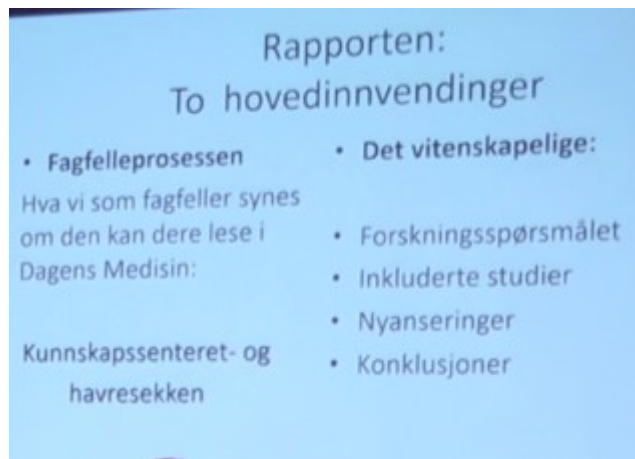 Rapporten:
To hovedinnvendinger
• Fagfelleprosessen
Hva vi som fagfeller synes
om den kan dere lese i
Dagens Medisin:
Kunnskapssenteret- og
havresekken
• Det vitenskapelige:
• Forskningsspørsmålet
• Inkluderte studier
• Nyanseringer
• Konklusjoner